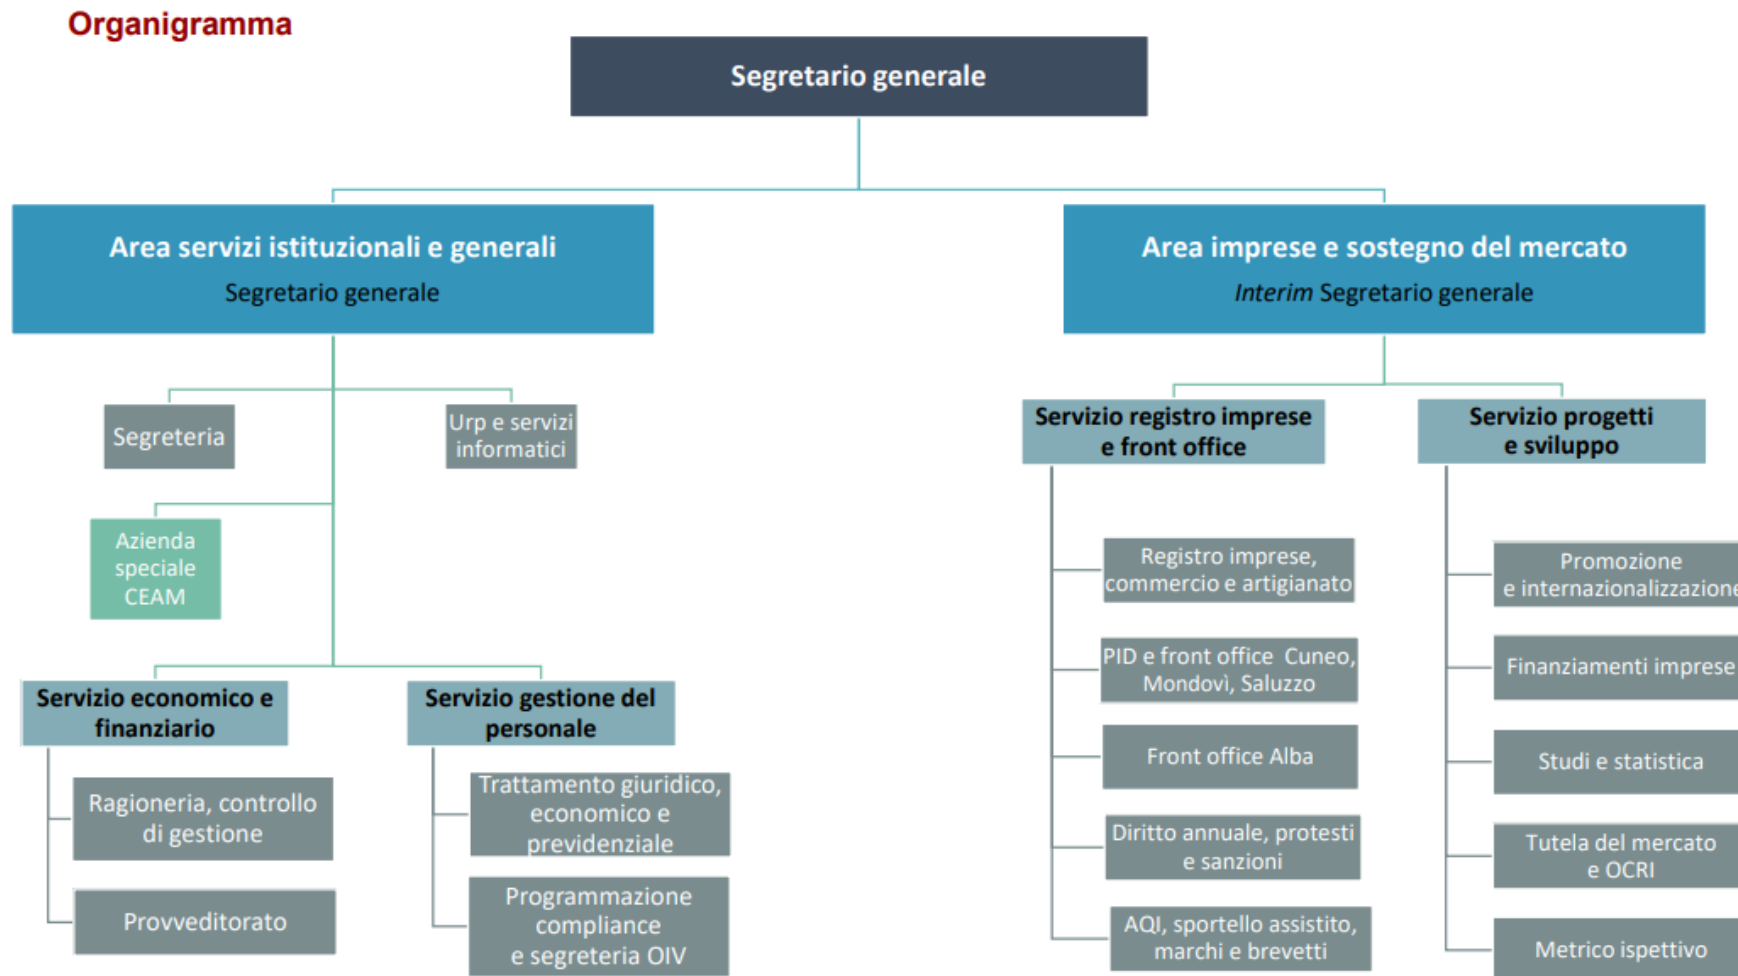 Organigramma
Segretario generale
Area servizi istituzionali e generali
Segretario generale
Area imprese e sostegno del mercato
Interim Segretario generale
Segreteria
Urp e servizi
informatici
Azienda
speciale
CEAM
Servizio economico e
finanziario
Ragioneria, controllo
di gestione
Provveditorato
Servizio gestione del
personale
Trattamento giuridico,
economico e
previdenziale
Programmazione
compliance
e segreteria OIV
Servizio registro imprese
e front office
Registro imprese,
commercio e artigianato
PID e front office Cuneo,
Mondovì, Saluzzo
Front office Alba
Diritto annuale, protesti
e sanzioni
AQI, sportello assistito,
marchi e brevetti
Servizio progetti
e sviluppo
Promozione
e internazionalizzazione
Finanziamenti imprese
Studi e statistica
Tutela del mercato
e OCRI
Metrico ispettivo